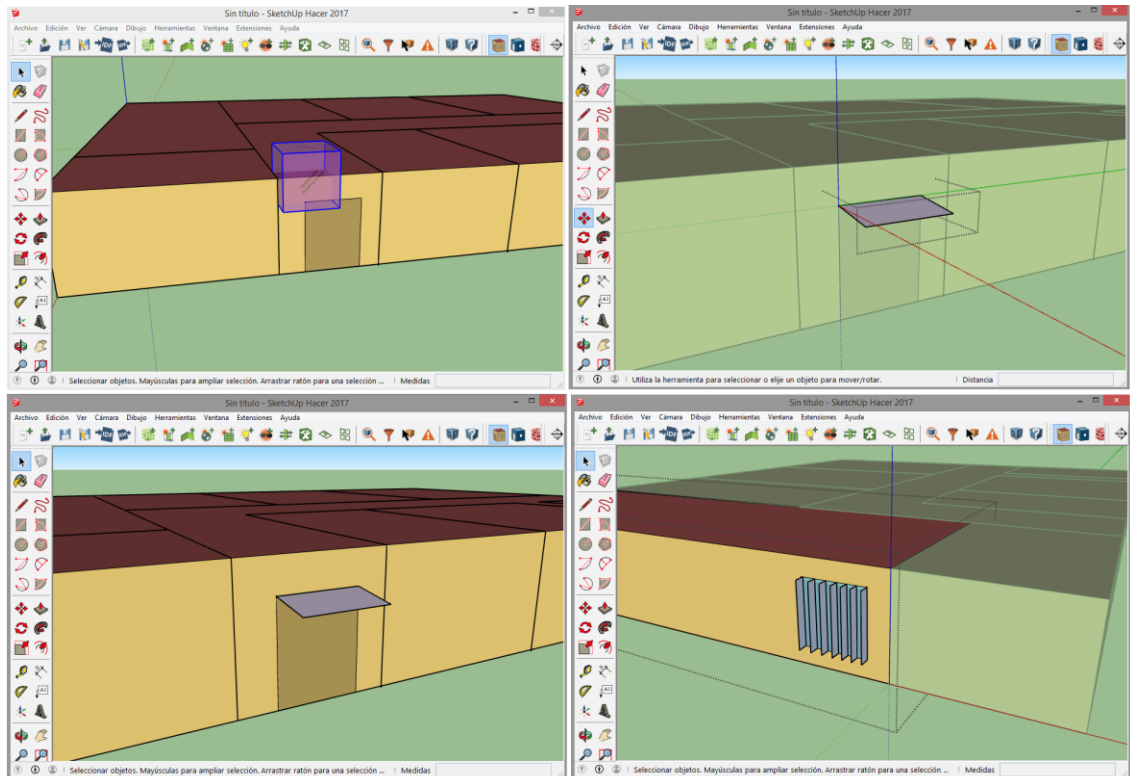 Sin título - SketchUp Hacer 2017
Archivo Edición Ver Cámara Dibujo Herramientas Ventana Extensiones Ayuda
Seleccionar objetos. Mayúsculas para ampliar selección. Arrastrar ratón para una selección ... Medidas
Sin título - SketchUp Hacer 2017
Archivo Edición Ver Cámara Dibujo Herramientas Ventana Extensiones Ayuda
Utiliza la herramienta para seleccionar o elije un objeto para mover/rotar. Distancia
Sin título - SketchUp Hacer 2017
Archivo Edición Ver Cámara Dibujo Herramientas Ventana Extensiones Ayuda
Seleccionar objetos. Mayúsculas para ampliar selección. Arrastrar ratón para una selección ... Medidas
Sin título - SketchUp Hacer 2017
Archivo Edición Ver Cámara Dibujo Herramientas Ventana Extensiones Ayuda
Seleccionar objetos. Mayúsculas para ampliar selección. Arrastrar ratón para una selección ... Medidas